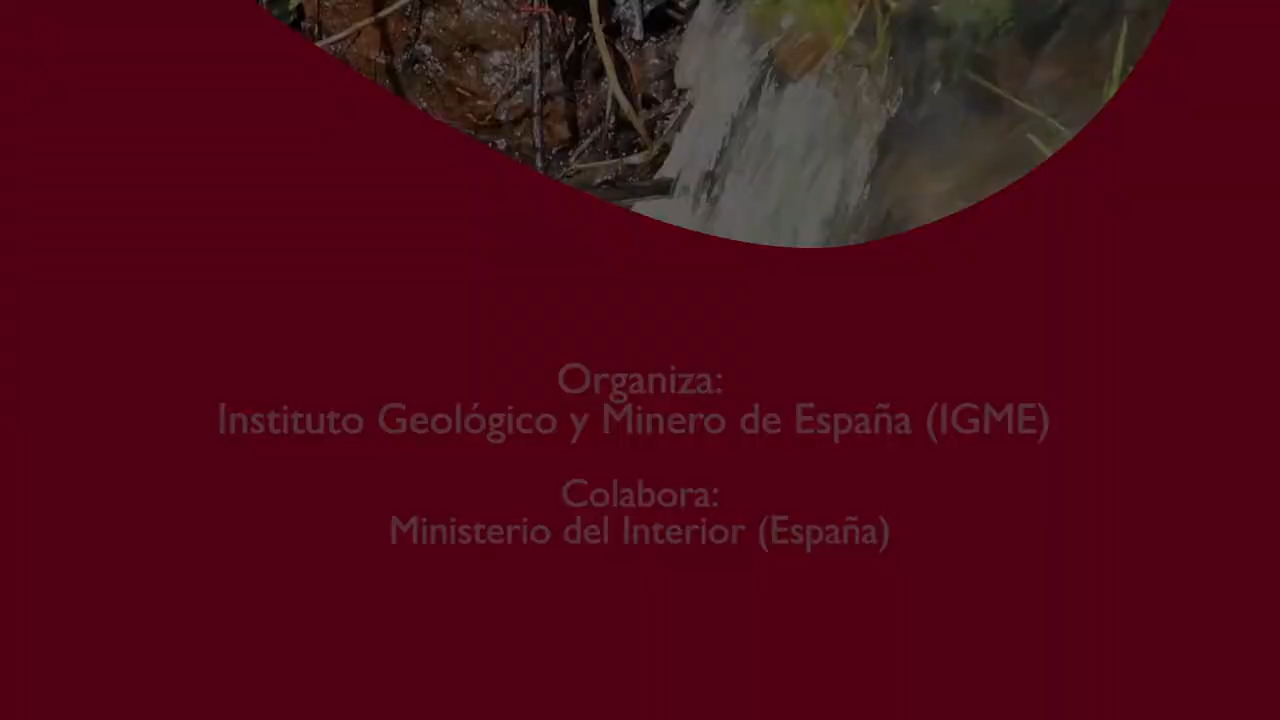 Organiza:
Instituto Geológico y Minero de España (IGME)
Colabora:
Ministerio del Interior (España)